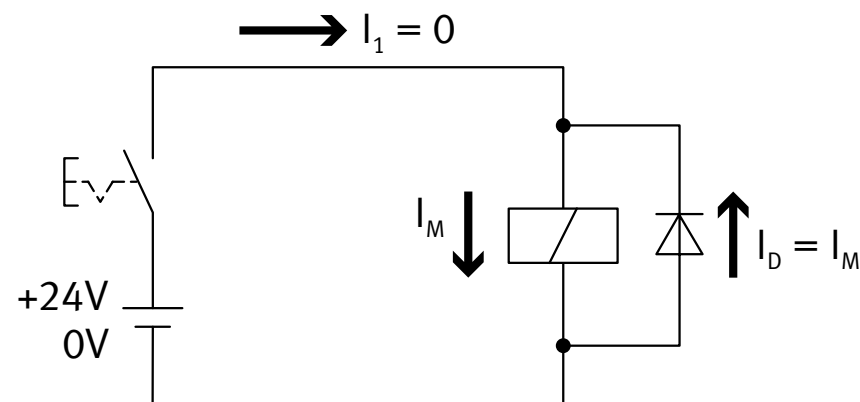 I₁ = 0
I_M
I_D = I_M
+24V
0V